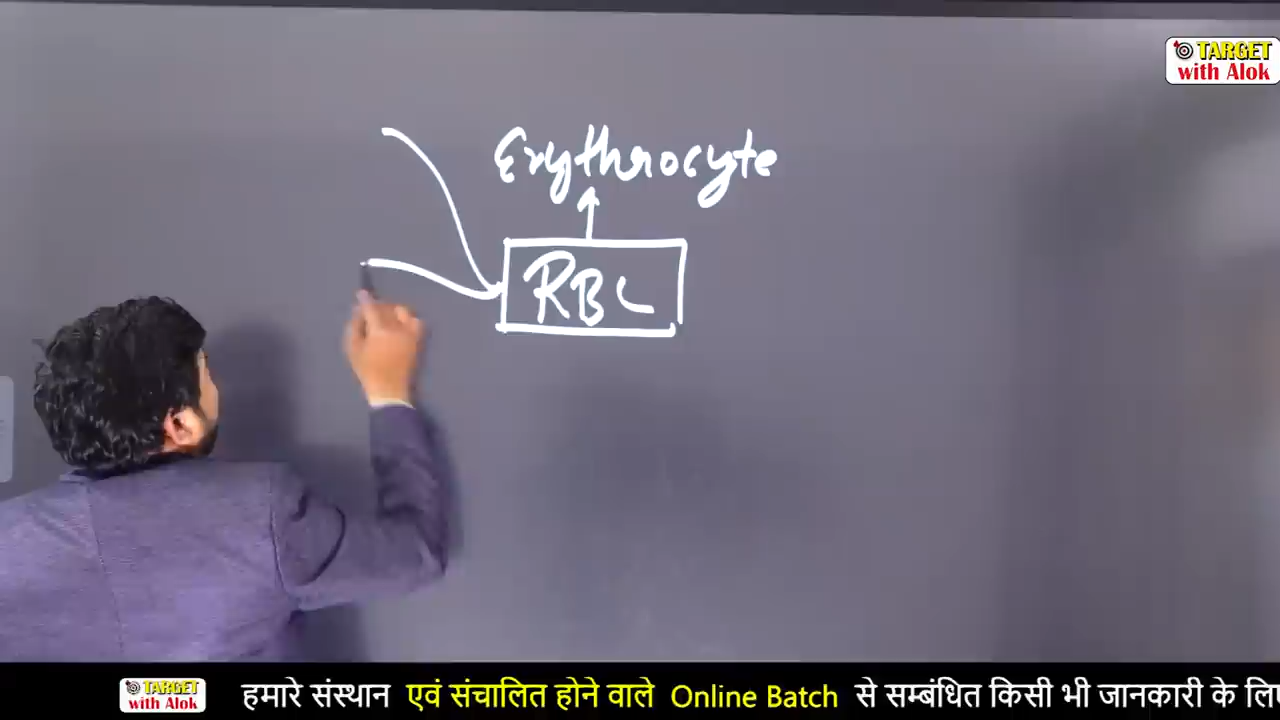 TARGET
with Alok
Erythrocyte
RBC
TARGET
with Alok
हमारे संस्थान एवं संचालित होने वाले Online Batch से सम्बंधित किसी भी जानकारी के लि